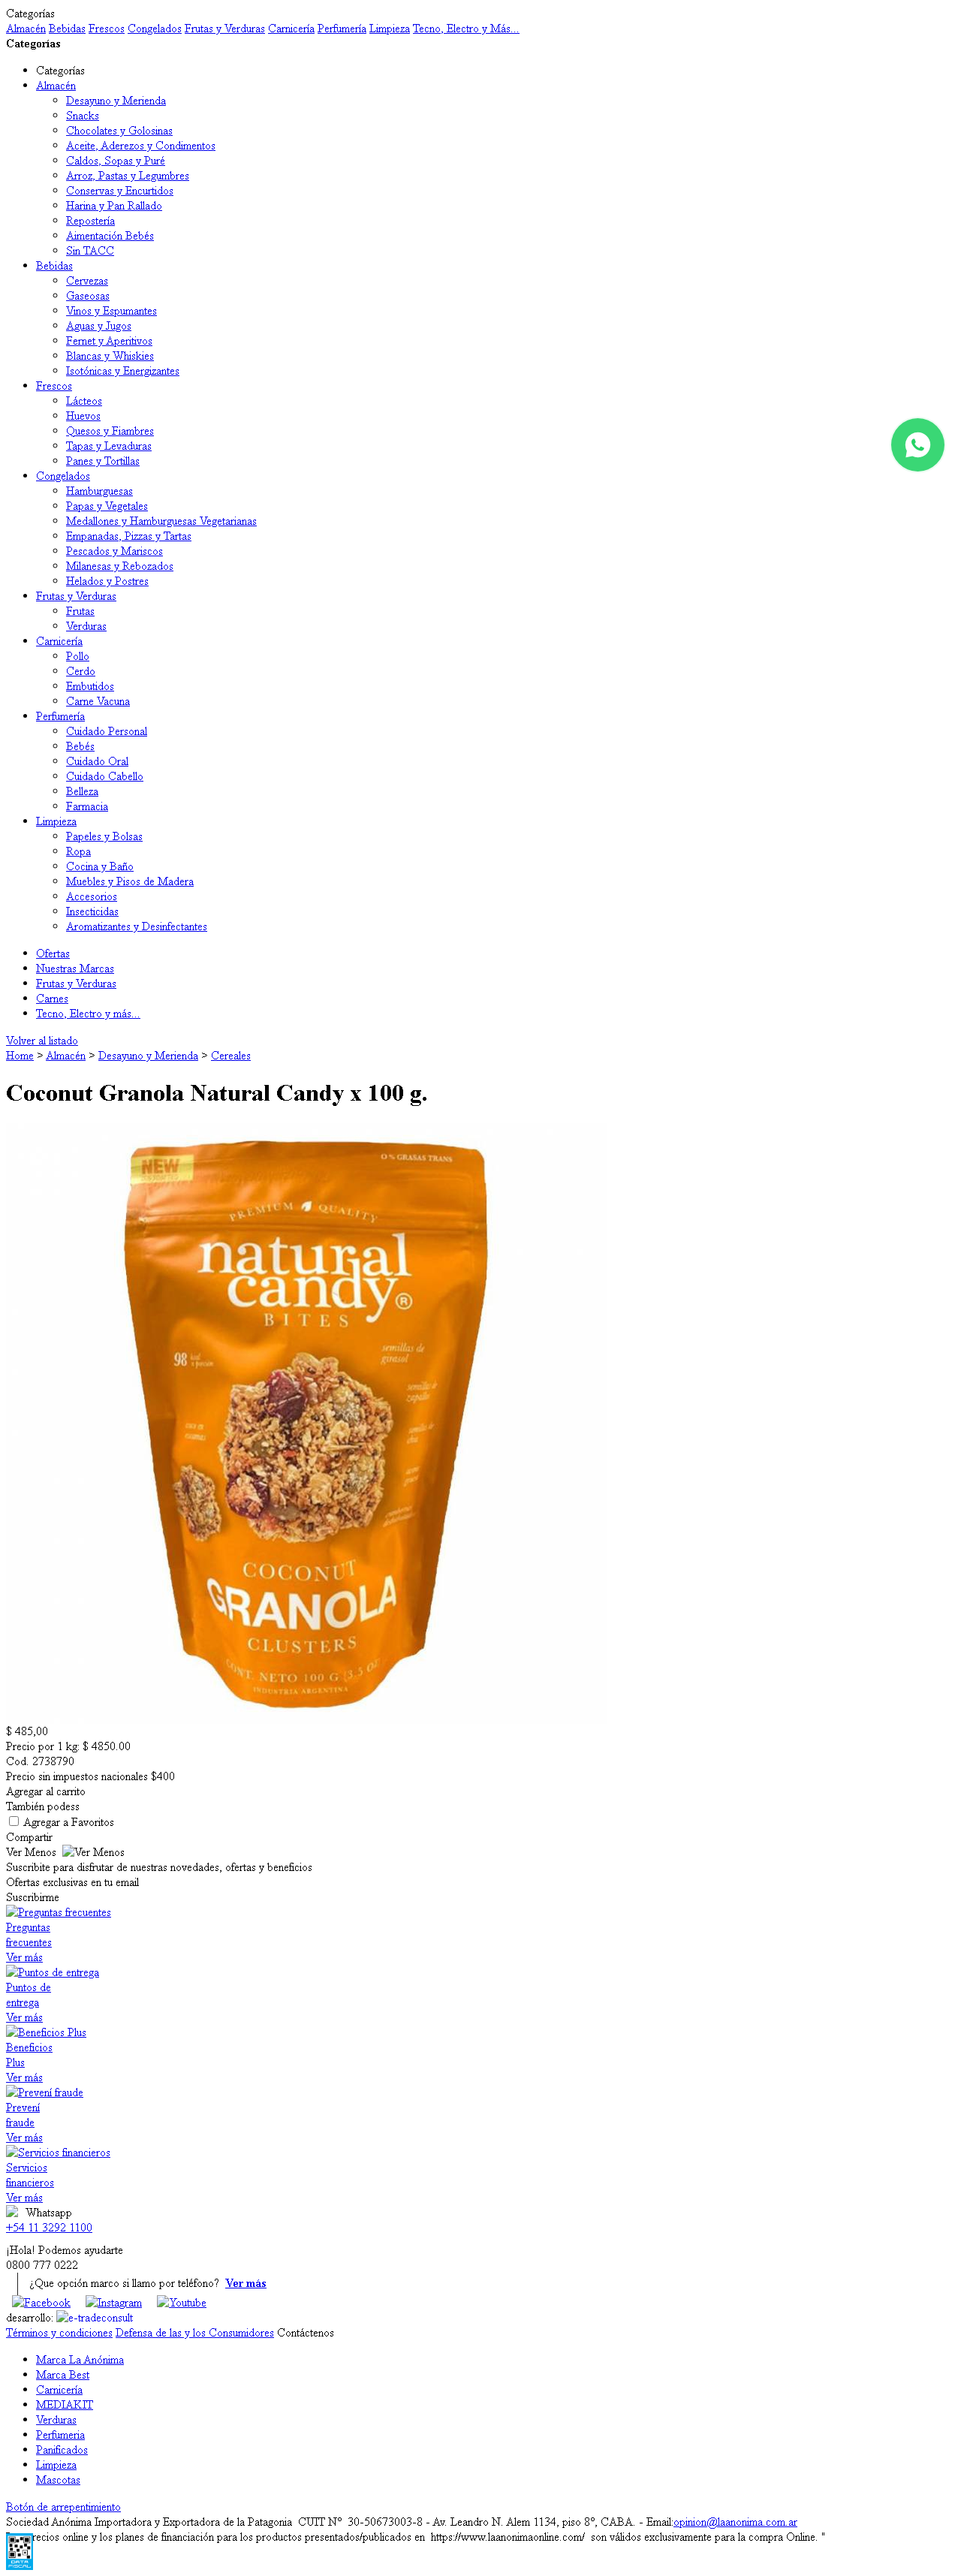 Categorías
Almacén Bebidas Frescos Congelados Frutas y Verduras Carnicería Perfumería Limpieza Tecno, Electro y Más...
Categorías
Categorías
Almacén
Desayuno y Merienda
Snacks
Chocolates y Golosinas
Aceite, Aderezos y Condimentos
Caldos, Sopas y Puré
Arroz, Pastas y Legumbres
Conservas y Encurtidos
Harina y Pan Rallado
Repostería
Aimentación Bebés
Sin TACC
Bebidas
Cervezas
Gaseosas
Vinos y Espumantes
Aguas y Jugos
Fernet y Aperitivos
Blancas y Whiskies
Isotónicas y Energizantes
Frescos
Lácteos
Huevos
Quesos y Fiambres
Tapas y Levaduras
Panes y Tortillas
Congelados
Hamburguesas
Papas y Vegetales
Medallones y Hamburguesas Vegetarianas
Empanadas, Pizzas y Tartas
Pescados y Mariscos
Milanesas y Rebozados
Helados y Postres
Frutas y Verduras
Frutas
Verduras
Carnicería
Pollo
Cerdo
Embutidos
Carne Vacuna
Perfumería
Cuidado Personal
Bebés
Cuidado Oral
Cuidado Cabello
Belleza
Farmacia
Limpieza
Papeles y Bolsas
Ropa
Cocina y Baño
Muebles y Pisos de Madera
Accesorios
Insecticidas
Aromatizantes y Desinfectantes
Ofertas
Nuestras Marcas
Frutas y Verduras
Carnes
Tecno, Electro y más...
Volver al listado
Home > Almacén > Desayuno y Merienda > Cereales
Coconut Granola Natural Candy x 100 g.
NEW
0% GRASAS TRANS
PREMIUM QUALITY
natural
candy®
BITES
98 kcal
semillas de
girasol
COCONUT
GRANOLA
CLUSTERS
CONT. NETO 100 G (3.5 oz)
INDUSTRIA ARGENTINA
$ 485,00
Precio por 1 kg: $ 4850.00
Cod. 2738790
Precio sin impuestos nacionales $400
Agregar al carrito
También podess
Agregar a Favoritos
Compartir
Ver Menos Ver Menos
Suscribite para disfrutar de nuestras novedades, ofertas y beneficios
Ofertas exclusivas en tu email
Suscribirme
Preguntas frecuentes
Preguntas
frecuentes
Ver más
Puntos de entrega
Puntos de
entrega
Ver más
Beneficios Plus
Beneficios
Plus
Ver más
Prevení fraude
Prevení
fraude
Ver más
Servicios financieros
Servicios
financieros
Ver más
Whatsapp
+54 11 3292 1100
¡Hola! Podemos ayudarte
0800 777 0222
¿Que opción marco si llamo por teléfono? Ver más
Facebook Instagram Youtube
desarrollo: e-tradeconsult
Términos y condiciones Defensa de las y los Consumidores Contáctenos
Marca La Anónima
Marca Best
Carnicería
MEDIAKIT
Verduras
Perfumeria
Panificados
Limpieza
Mascotas
Botón de arrepentimiento
Sociedad Anónima Importadora y Exportadora de la Patagonia CUIT Nº 30-50673003-8 - Av. Leandro N. Alem 1134, piso 8º, CABA. - Email:opinion@laanonima.com.ar
recios online y los planes de financiación para los productos presentados/publicados en https://www.laanonimaonline.com/ son válidos exclusivamente para la compra Online. "
DATA
FISCAL